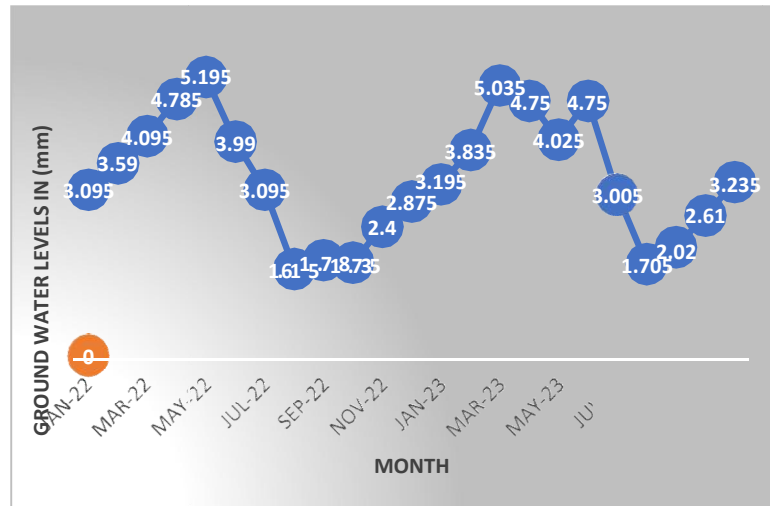 GROUND WATER LEVELS IN (mm)
3.095
3.59
4.095
4.785
5.195
3.99
3.095
2.4
2.875
3.195
3.835
5.035
4.75
4.025
4.75
3.005
1.705
2.02
2.61
3.235
0
JAN-22
MAR-22
MAY-22
JUL-22
SEP-22
NOV-22
JAN-23
MAR-23
MAY-23
JU'
MONTH